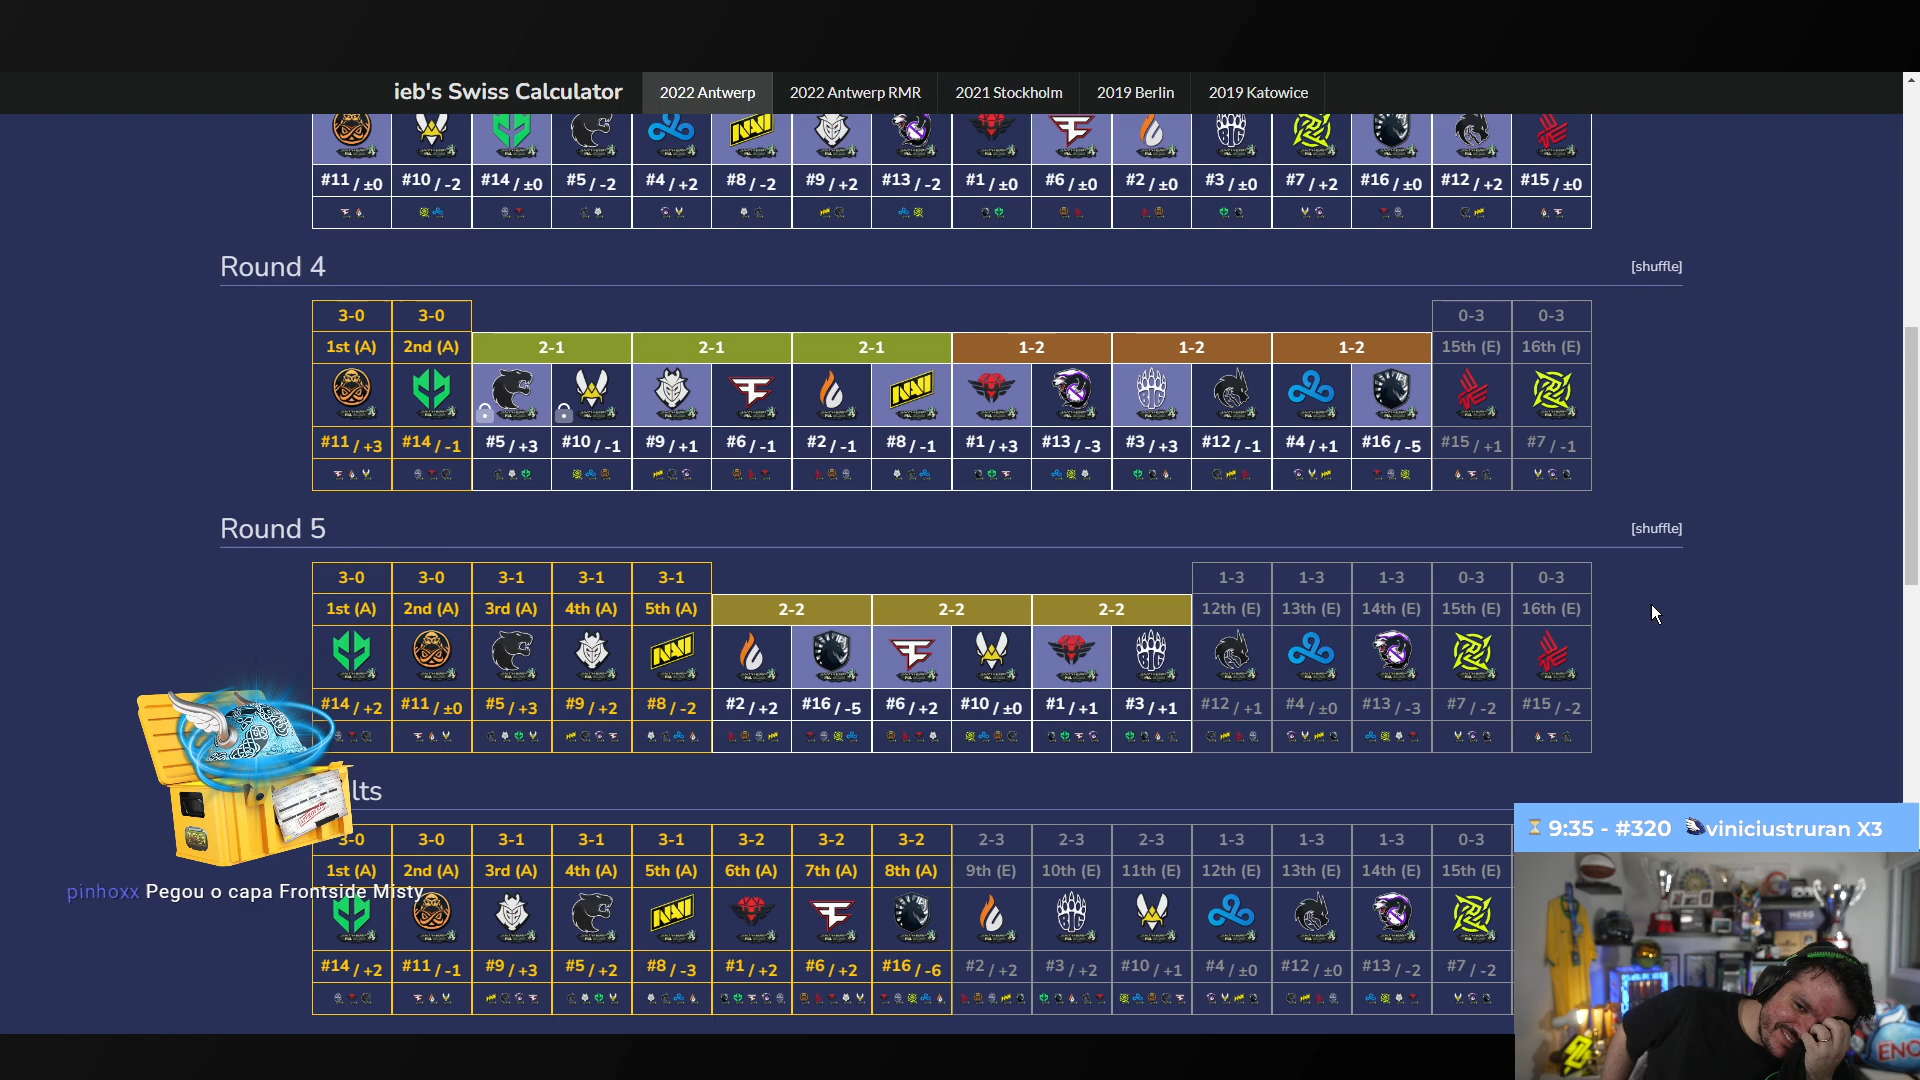 ieb's Swiss Calculator 2022 Antwerp 2022 Antwerp RMR 2021 Stockholm 2019 Berlin 2019 Katowice
#11 / ±0 #10 / -2 #14 / ±0 #5 / -2 #4 / +2 #8 / -2 #9 / +2 #13 / -2 #1 / ±0 #6 / ±0 #2 / ±0 #3 / ±0 #7 / +2 #16 / ±0 #12 / +2 #15 / ±0
Round 4 [shuffle]
3-0 3-0 0-3 0-3
1st (A) 2nd (A) 2-1 2-1 2-1 1-2 1-2 1-2 15th (E) 16th (E)
NAVI
#11 / +3 #14 / -1 #5 / +3 #10 / -1 #9 / +1 #6 / -1 #2 / -1 #8 / -1 #1 / +3 #13 / -3 #3 / +3 #12 / -1 #4 / +1 #16 / -5 #15 / +1 #7 / -1
Round 5 [shuffle]
3-0 3-0 3-1 3-1 3-1 1-3 1-3 1-3 0-3 0-3
1st (A) 2nd (A) 3rd (A) 4th (A) 5th (A) 2-2 2-2 2-2 12th (E) 13th (E) 14th (E) 15th (E) 16th (E)
NAVI BIG
#14 / +2 #11 / ±0 #5 / +3 #9 / +2 #8 / -2 #2 / +2 #16 / -5 #6 / +2 #10 / ±0 #1 / +1 #3 / +1 #12 / +1 #4 / ±0 #13 / -3 #7 / -2 #15 / -2
lts
3-0 3-0 3-1 3-1 3-1 3-2 3-2 3-2 2-3 2-3 2-3 1-3 1-3 1-3 0-3
1st (A) 2nd (A) 3rd (A) 4th (A) 5th (A) 6th (A) 7th (A) 8th (A) 9th (E) 10th (E) 11th (E) 12th (E) 13th (E) 14th (E) 15th (E)
pinhoxx Pegou o capa Frontside Misty
NAVI BIG
#14 / +2 #11 / -1 #9 / +3 #5 / +2 #8 / -3 #1 / +2 #6 / +2 #16 / -6 #2 / +2 #3 / +2 #10 / +1 #4 / ±0 #12 / ±0 #13 / -2 #7 / -2
9:35 - #320 viniciustruran X3